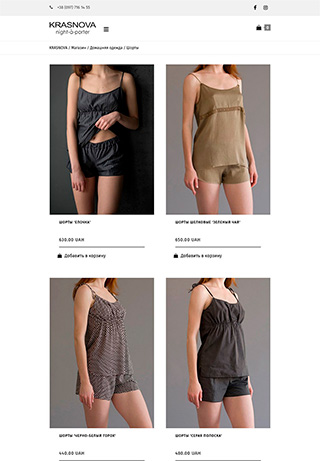 +38 (097) 716 14 55
KRASNOVA
night-à-porter
0
KRASNOVA / Магазин / Домашняя одежда / Шорты
ШОРТЫ 'ЕЛОЧКА'
ШОРТЫ ШЕЛКОВЫЕ 'ЗЕЛЕНЫЙ ЧАЙ'
630.00 UAH
650.00 UAH
Добавить в корзину
Добавить в корзину
ШОРТЫ 'ЧЕРНО-БЕЛЫЙ ГОРОХ'
ШОРТЫ 'СЕРАЯ ПОЛОСКА'
440.00 UAH
480.00 UAH